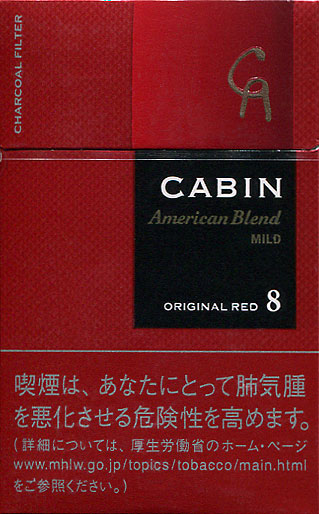 CHARCOAL FILTER
CA
CABIN
American Blend
MILD
ORIGINAL RED 8
喫煙は、あなたにとって肺気腫
を悪化させる危険性を高めます。
(詳細については、厚生労働省のホーム・ページ
www.mhlw.go.jp/topics/tobacco/main.html
をご参照ください。)